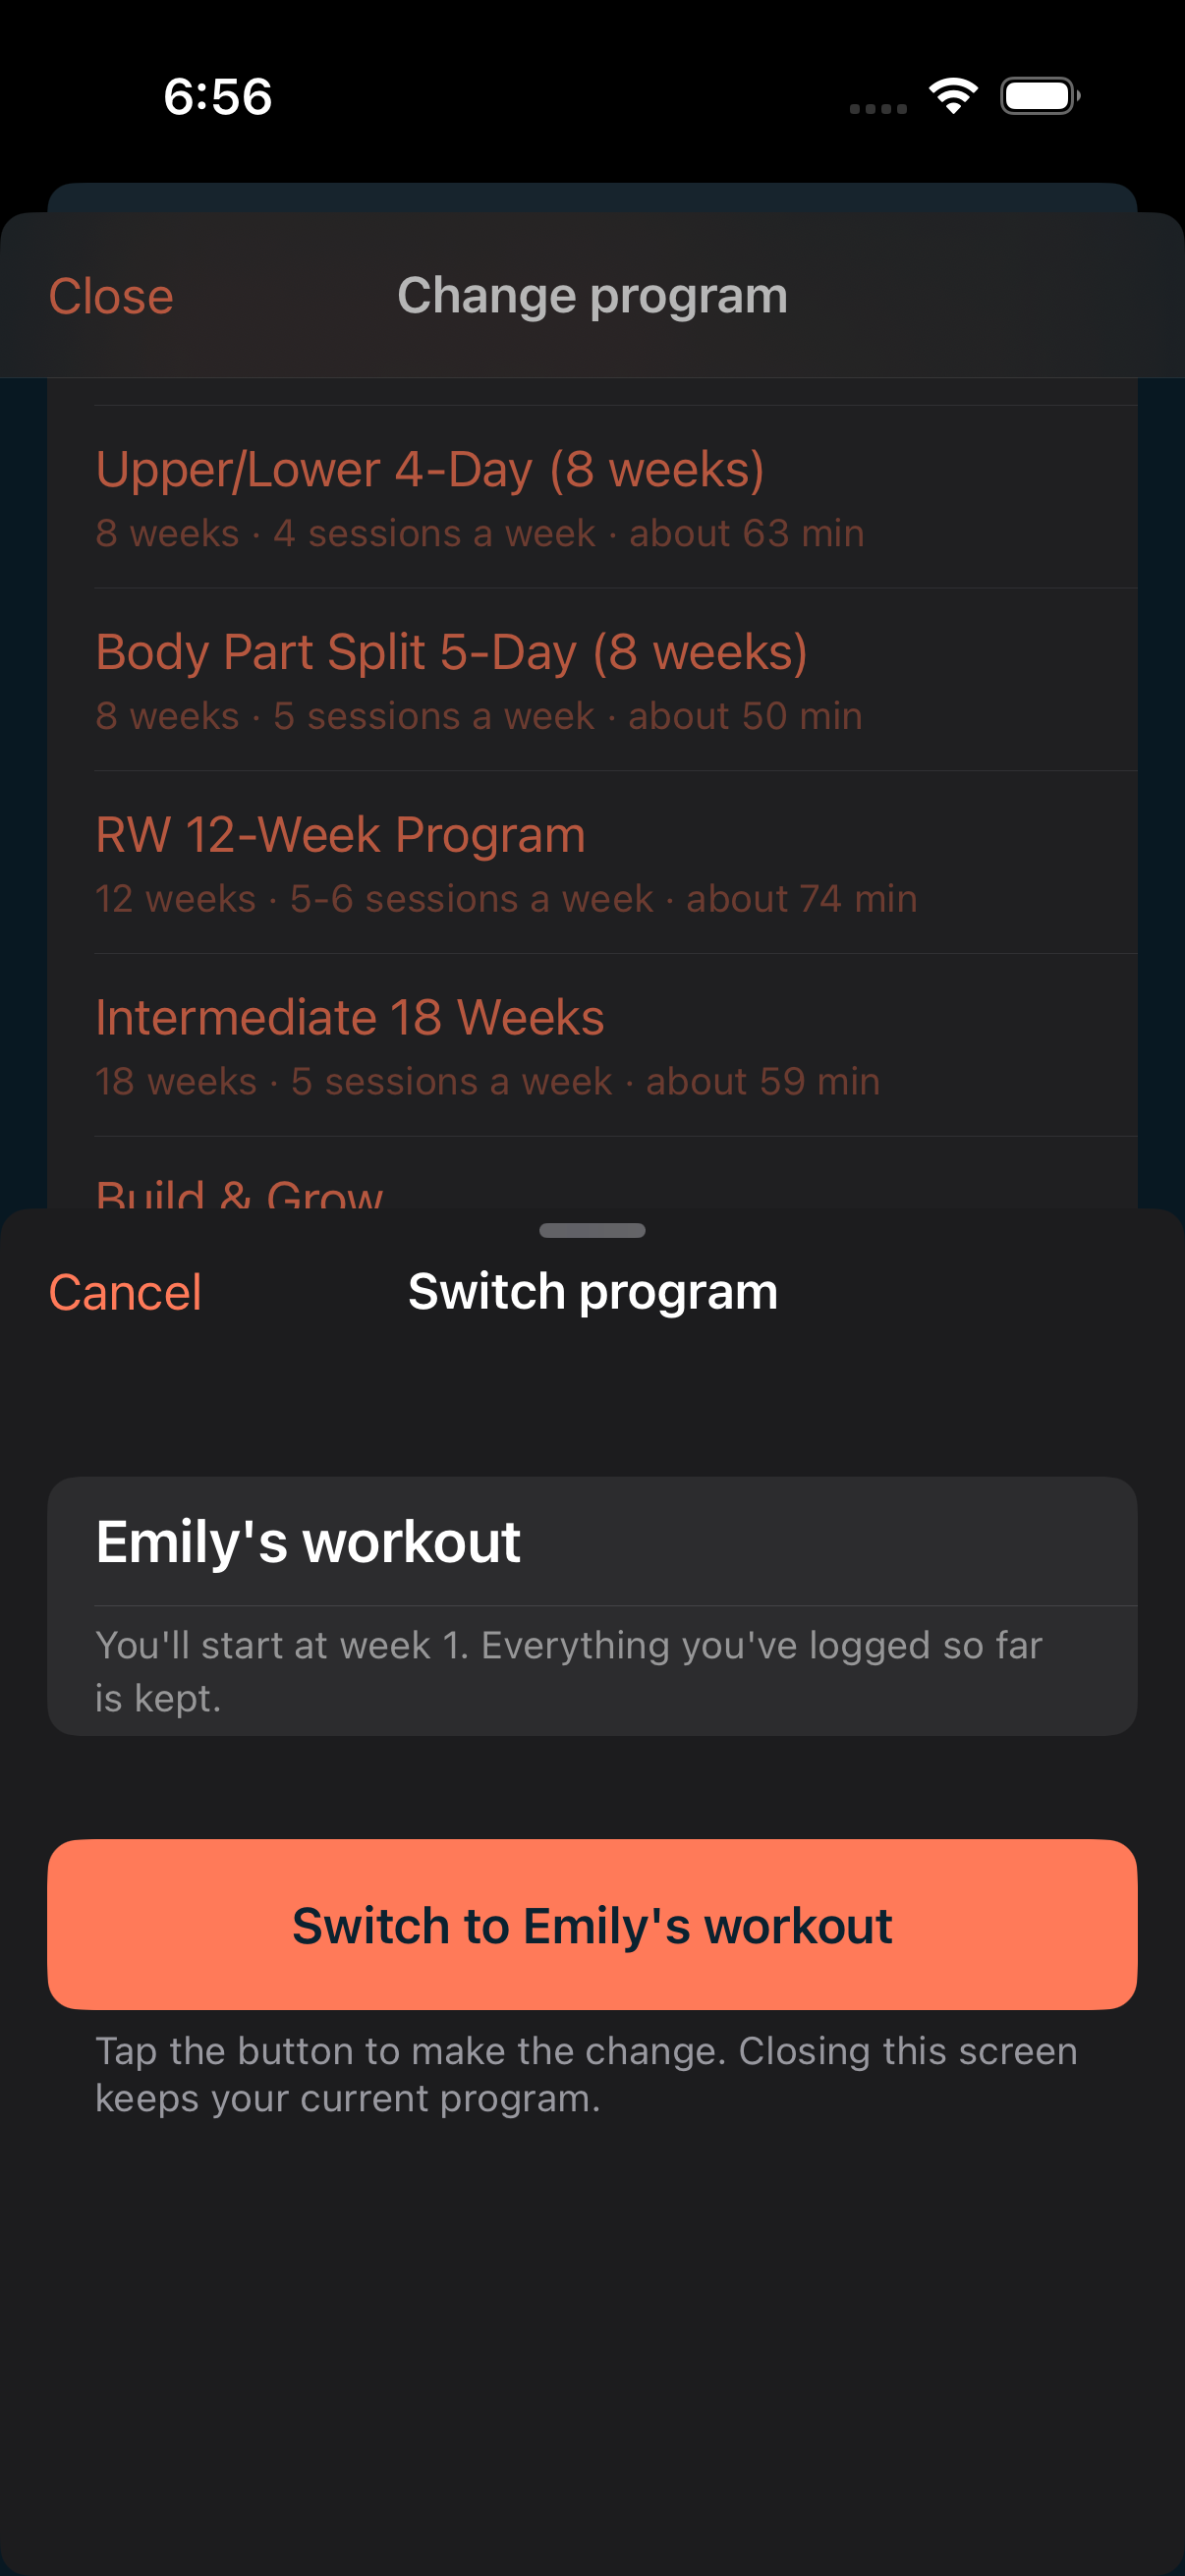 6:56
Close
Change program
Upper/Lower 4-Day (8 weeks)
8 weeks · 4 sessions a week · about 63 min
Body Part Split 5-Day (8 weeks)
8 weeks · 5 sessions a week · about 50 min
RW 12-Week Program
12 weeks · 5-6 sessions a week · about 74 min
Intermediate 18 Weeks
18 weeks · 5 sessions a week · about 59 min
Build & Grow
Cancel
Switch program
Emily's workout
You'll start at week 1. Everything you've logged so far
is kept.
Switch to Emily's workout
Tap the button to make the change. Closing this screen
keeps your current program.